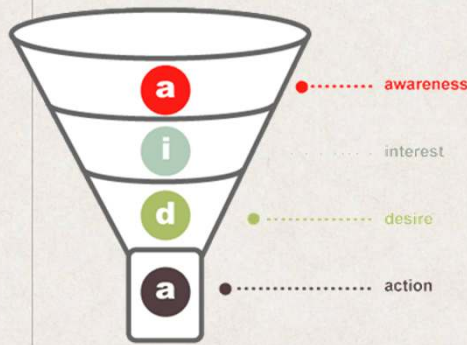 a awareness
i interest
d desire
a action